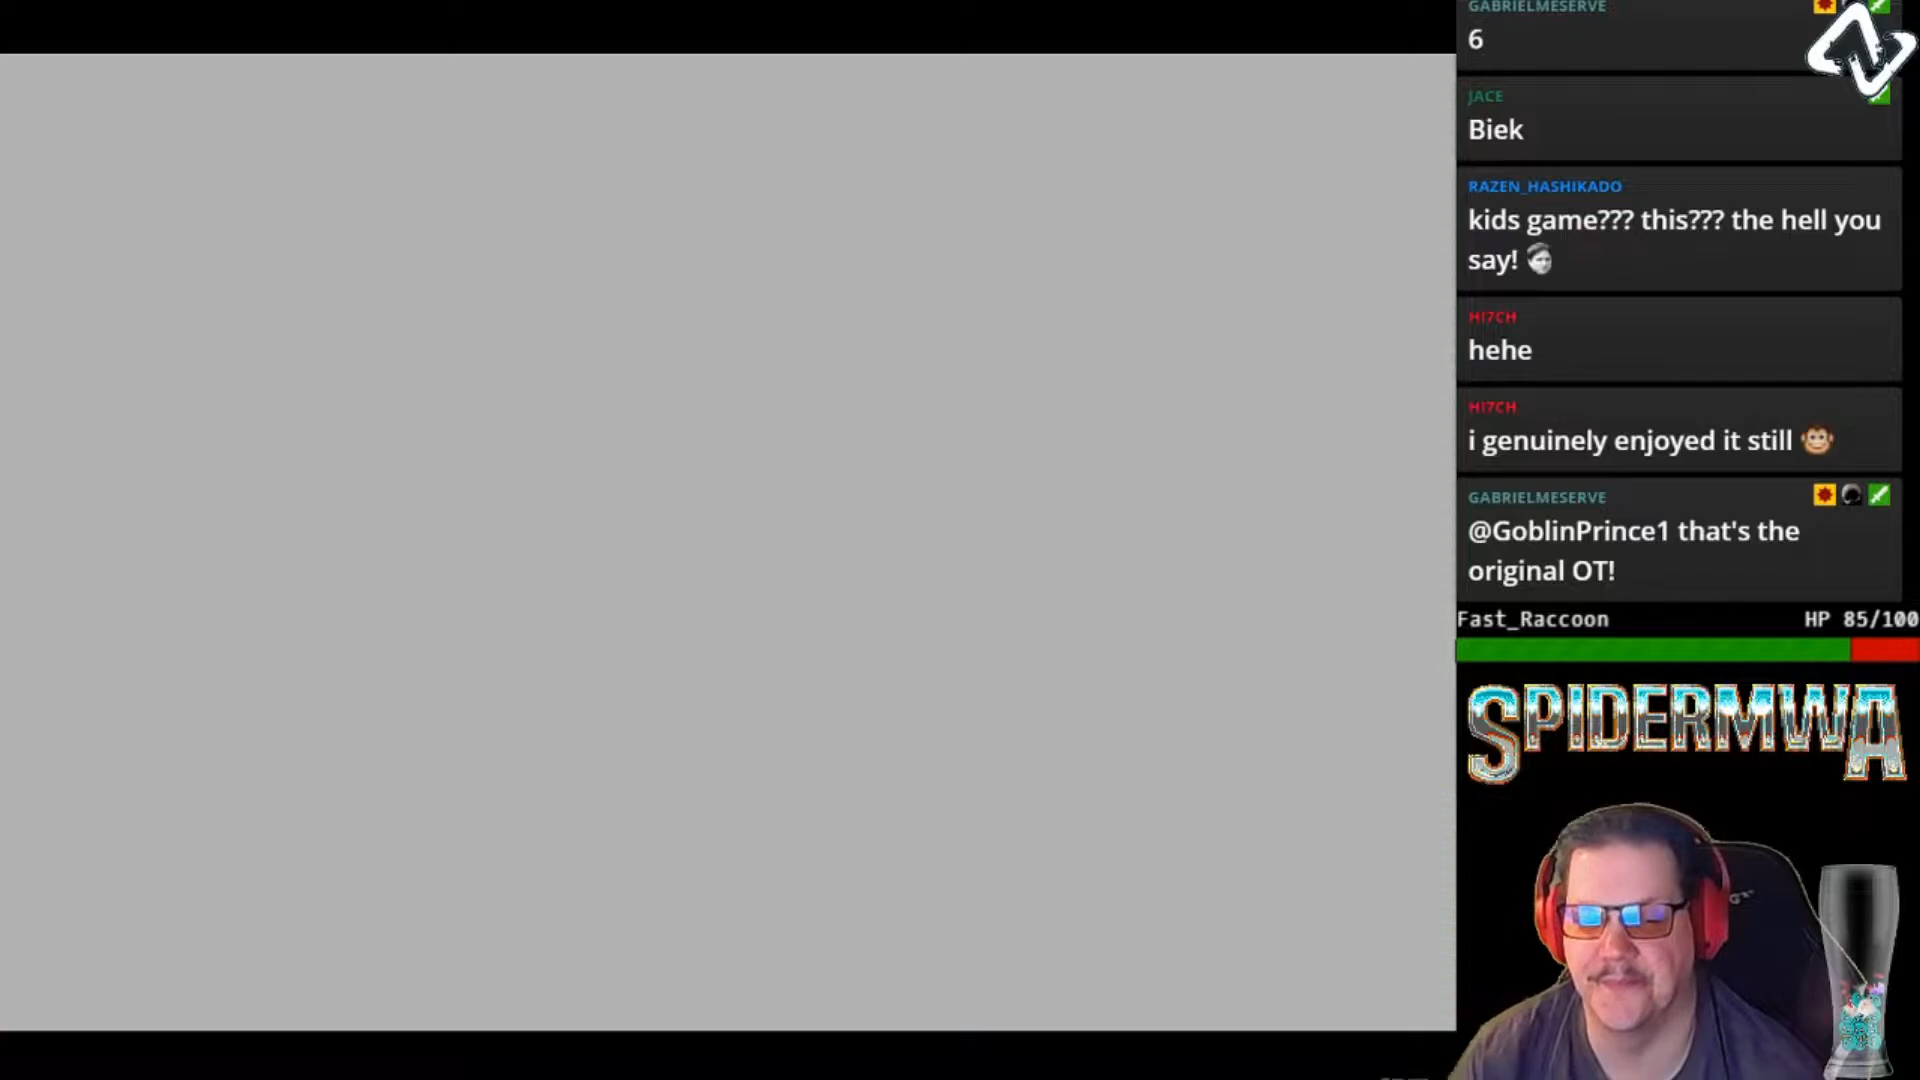 GABRIELMESERVE
6
JACE
Biek
RAZEN_HASHIKADO
kids game??? this??? the hell you
say!
HI7CH
hehe
HI7CH
i genuinely enjoyed it still
GABRIELMESERVE
@GoblinPrince1 that's the
original OT!
Fast_Raccoon HP 85/100
SPIDERMWA